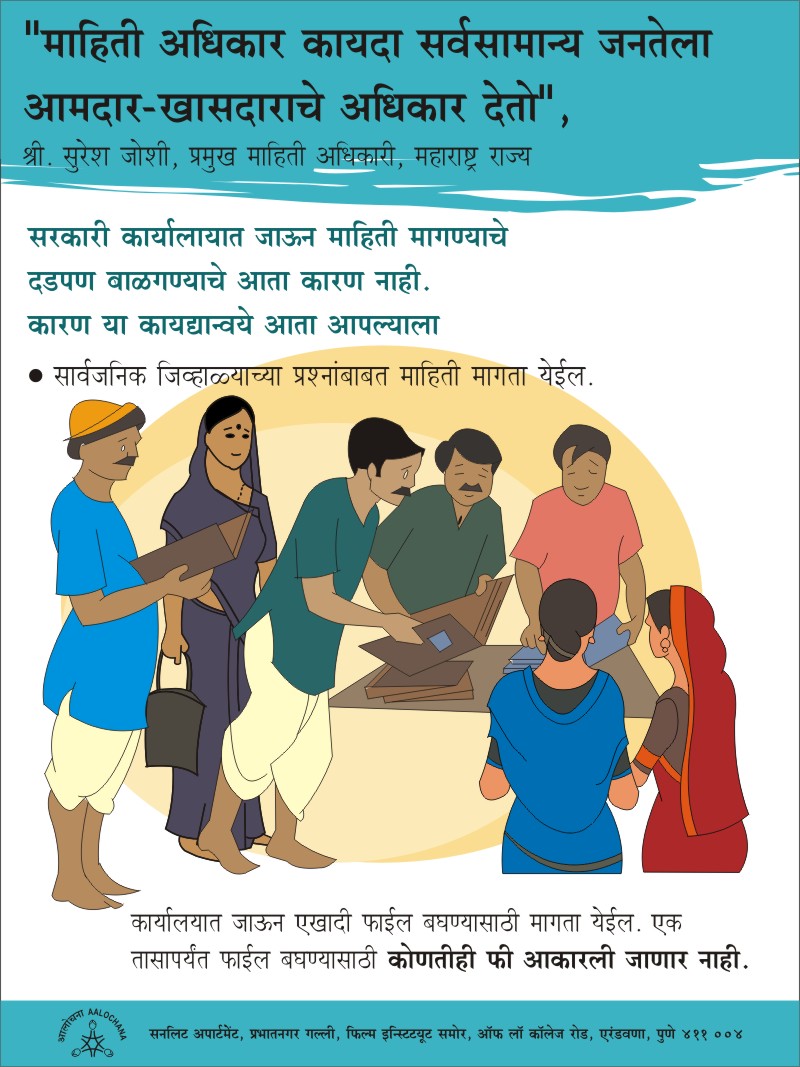 "माहिती अधिकार कायदा सर्वसामान्य जनतेला
आमदार-खासदाराचे अधिकार देतो",
श्री. सुरेश जोशी, प्रमुख माहिती अधिकारी, महाराष्ट्र राज्य
सरकारी कार्यालायात जाऊन माहिती मागण्याचे
दडपण बाळगण्याचे आता कारण नाही.
कारण या कायद्यान्वये आता आपल्याला
● सार्वजनिक जिव्हाळ्याच्या प्रश्नांबाबत माहिती मागता येईल.
कार्यालयात जाऊन एखादी फाईल बघण्यासाठी मागता येईल. एक
तासापर्यंत फाईल बघण्यासाठी कोणतीही फी आकारली जाणार नाही.
आलोचना AALOCHANA
सनलिट अपार्टमेंट, प्रभातनगर गल्ली, फिल्म इन्स्टिटयूट समोर, ऑफ लॉ कॉलेज रोड, एरंडवणा, पुणे ४११ ००४